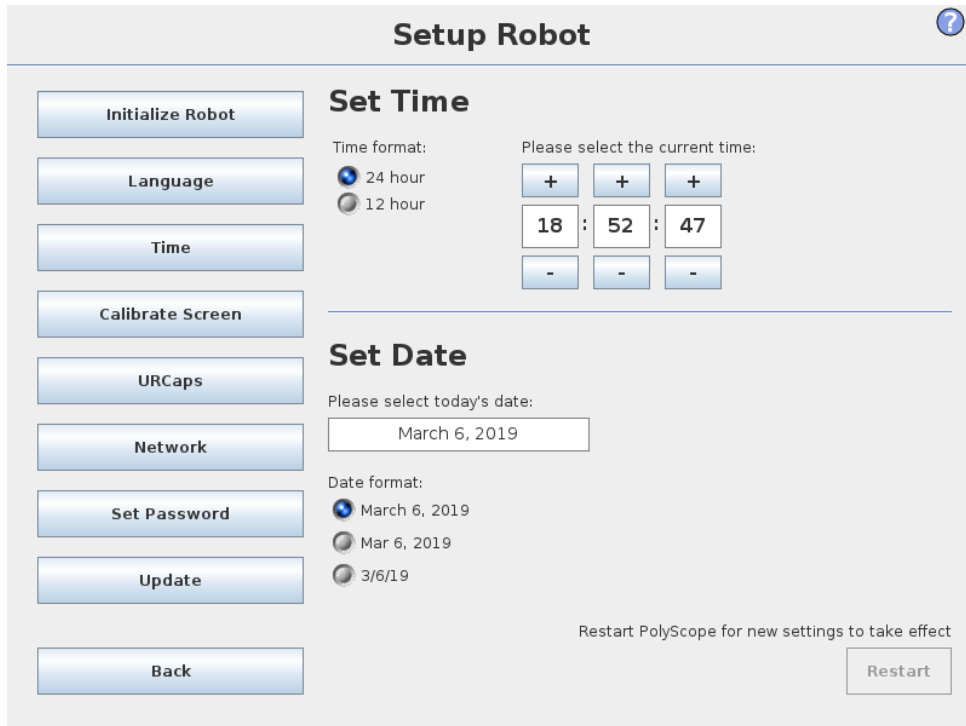 Setup Robot
?
Initialize Robot
Language
Time
Calibrate Screen
URCaps
Network
Set Password
Update
Back
Set Time
Time format:
24 hour
12 hour
Please select the current time:
+ + +
18 : 52 : 47
- - -
Set Date
Please select today's date:
March 6, 2019
Date format:
March 6, 2019
Mar 6, 2019
3/6/19
Restart PolyScope for new settings to take effect
Restart